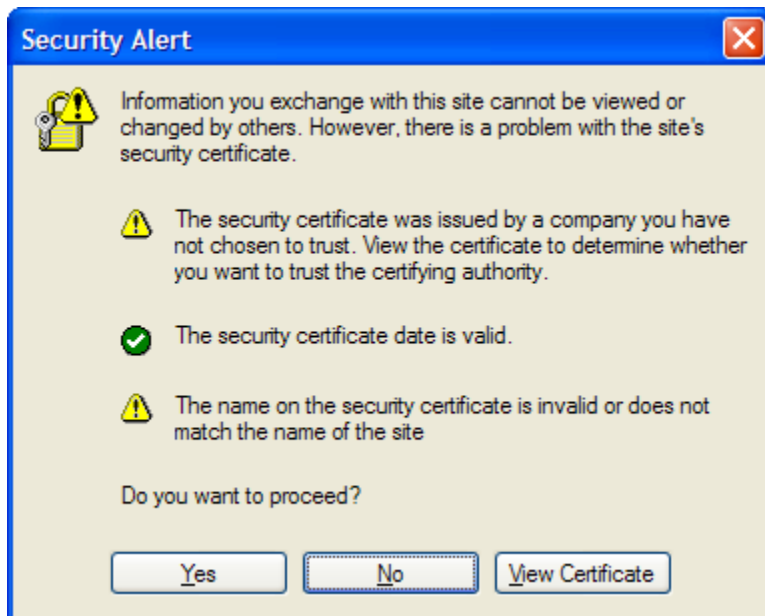 Security Alert
Information you exchange with this site cannot be viewed or
changed by others. However, there is a problem with the site's
security certificate.
The security certificate was issued by a company you have
not chosen to trust. View the certificate to determine whether
you want to trust the certifying authority.
The security certificate date is valid.
The name on the security certificate is invalid or does not
match the name of the site
Do you want to proceed?
Yes No View Certificate